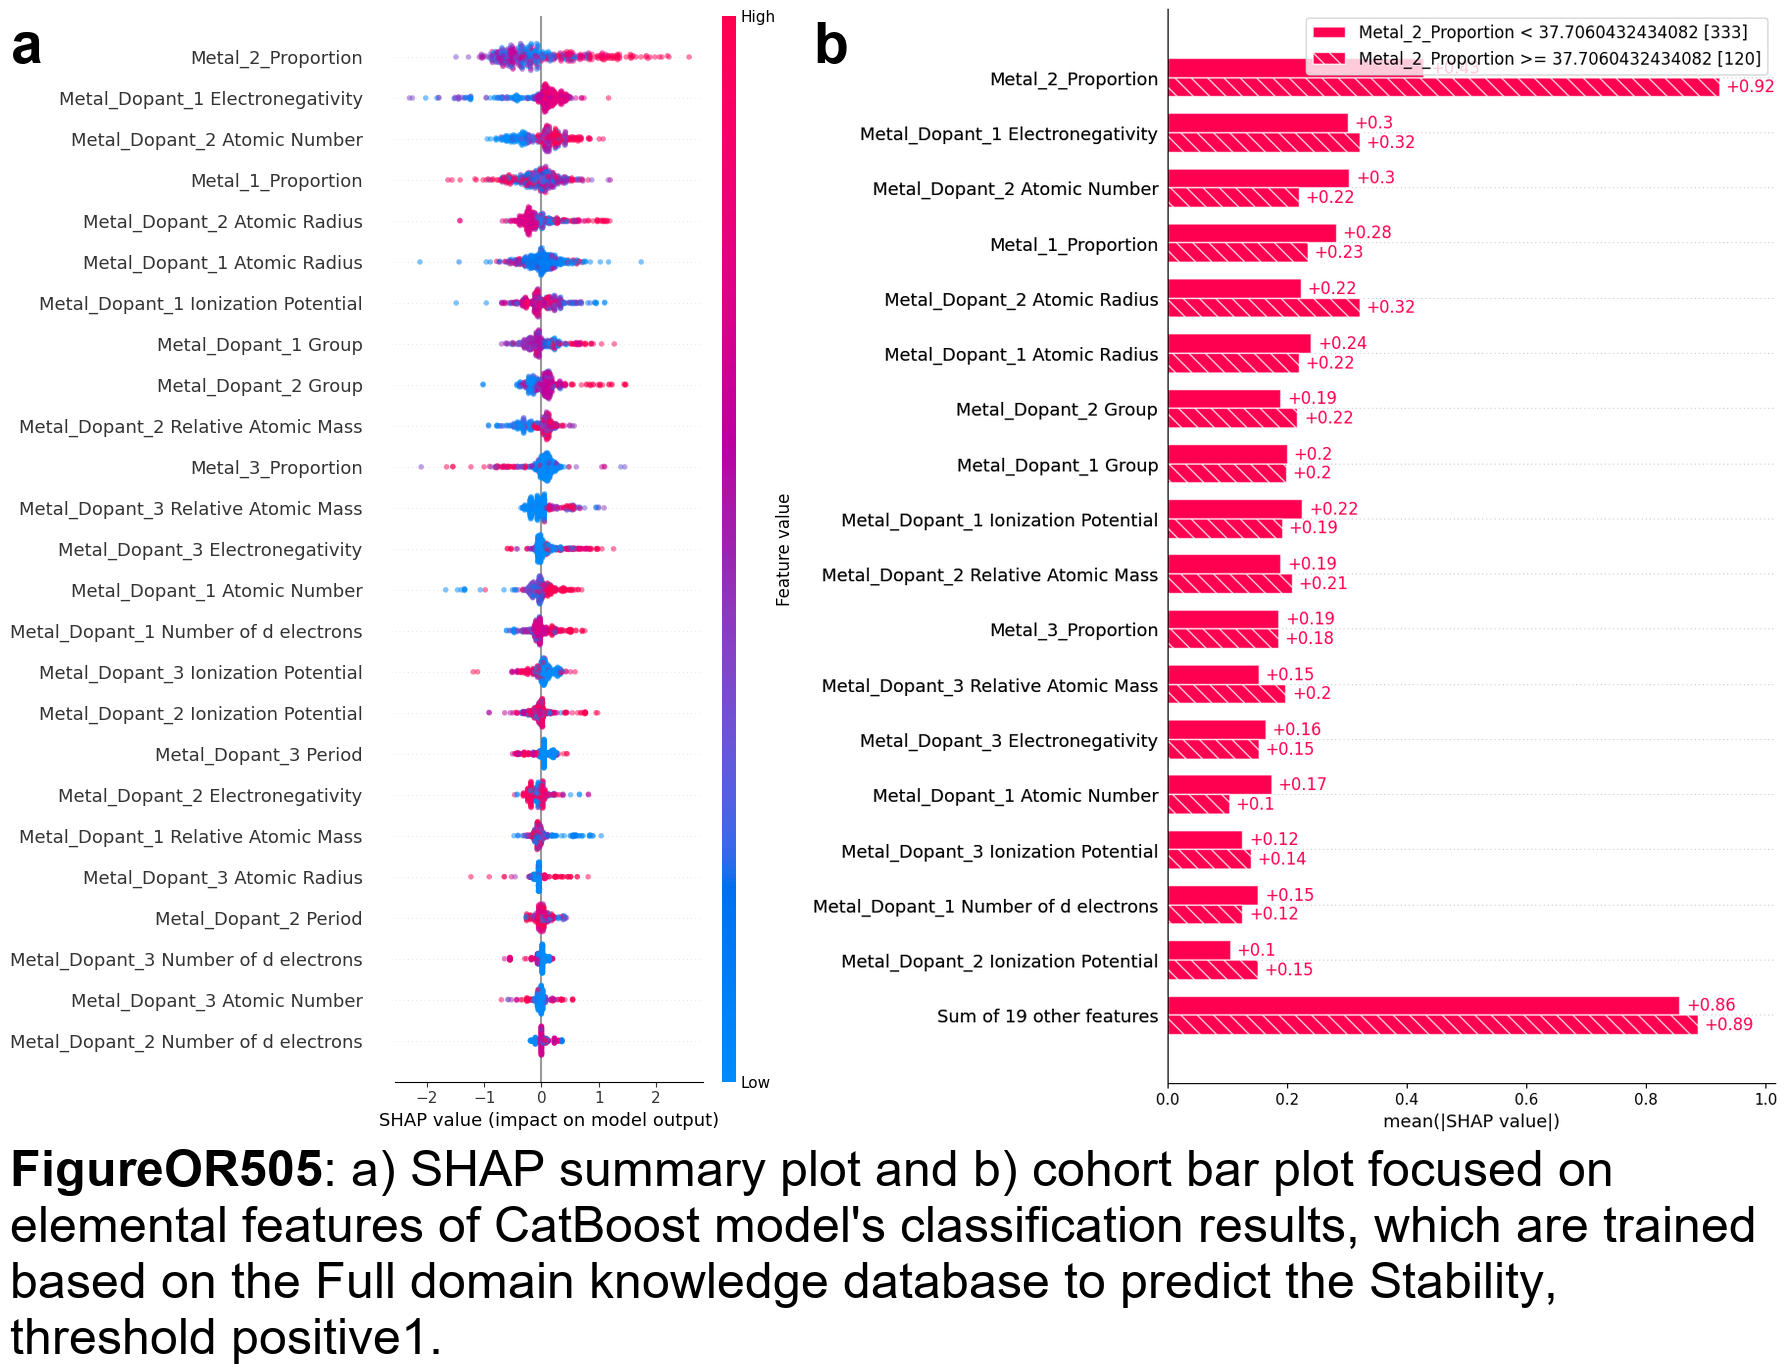 a
High
Metal_2_Proportion
Metal_Dopant_1 Electronegativity
Metal_Dopant_2 Atomic Number
Metal_1_Proportion
Metal_Dopant_2 Atomic Radius
Metal_Dopant_1 Atomic Radius
Metal_Dopant_1 Ionization Potential
Metal_Dopant_1 Group
Metal_Dopant_2 Group
Metal_Dopant_2 Relative Atomic Mass
Metal_3_Proportion
Metal_Dopant_3 Relative Atomic Mass
Metal_Dopant_3 Electronegativity
Metal_Dopant_1 Atomic Number
Metal_Dopant_1 Number of d electrons
Metal_Dopant_3 Ionization Potential
Metal_Dopant_2 Ionization Potential
Metal_Dopant_3 Period
Metal_Dopant_2 Electronegativity
Metal_Dopant_1 Relative Atomic Mass
Metal_Dopant_3 Atomic Radius
Metal_Dopant_2 Period
Metal_Dopant_3 Number of d electrons
Metal_Dopant_3 Atomic Number
Metal_Dopant_2 Number of d electrons
Feature value
Low
−2 −1 0 1 2
SHAP value (impact on model output)
b
Metal_2_Proportion < 37.7060432434082 [333]
Metal_2_Proportion >= 37.7060432434082 [120]
+0.43
Metal_2_Proportion
+0.92
+0.3
Metal_Dopant_1 Electronegativity
+0.32
+0.3
Metal_Dopant_2 Atomic Number
+0.22
+0.28
Metal_1_Proportion
+0.23
+0.22
Metal_Dopant_2 Atomic Radius
+0.32
+0.24
Metal_Dopant_1 Atomic Radius
+0.22
+0.19
Metal_Dopant_2 Group
+0.22
+0.2
Metal_Dopant_1 Group
+0.2
+0.22
Metal_Dopant_1 Ionization Potential
+0.19
+0.19
Metal_Dopant_2 Relative Atomic Mass
+0.21
+0.19
Metal_3_Proportion
+0.18
+0.15
Metal_Dopant_3 Relative Atomic Mass
+0.2
+0.16
Metal_Dopant_3 Electronegativity
+0.15
+0.17
Metal_Dopant_1 Atomic Number
+0.1
+0.12
Metal_Dopant_3 Ionization Potential
+0.14
+0.15
Metal_Dopant_1 Number of d electrons
+0.12
+0.1
Metal_Dopant_2 Ionization Potential
+0.15
+0.86
Sum of 19 other features
+0.89
0.0 0.2 0.4 0.6 0.8 1.0
mean(|SHAP value|)
FigureOR505: a) SHAP summary plot and b) cohort bar plot focused on
elemental features of CatBoost model's classification results, which are trained
based on the Full domain knowledge database to predict the Stability,
threshold positive1.